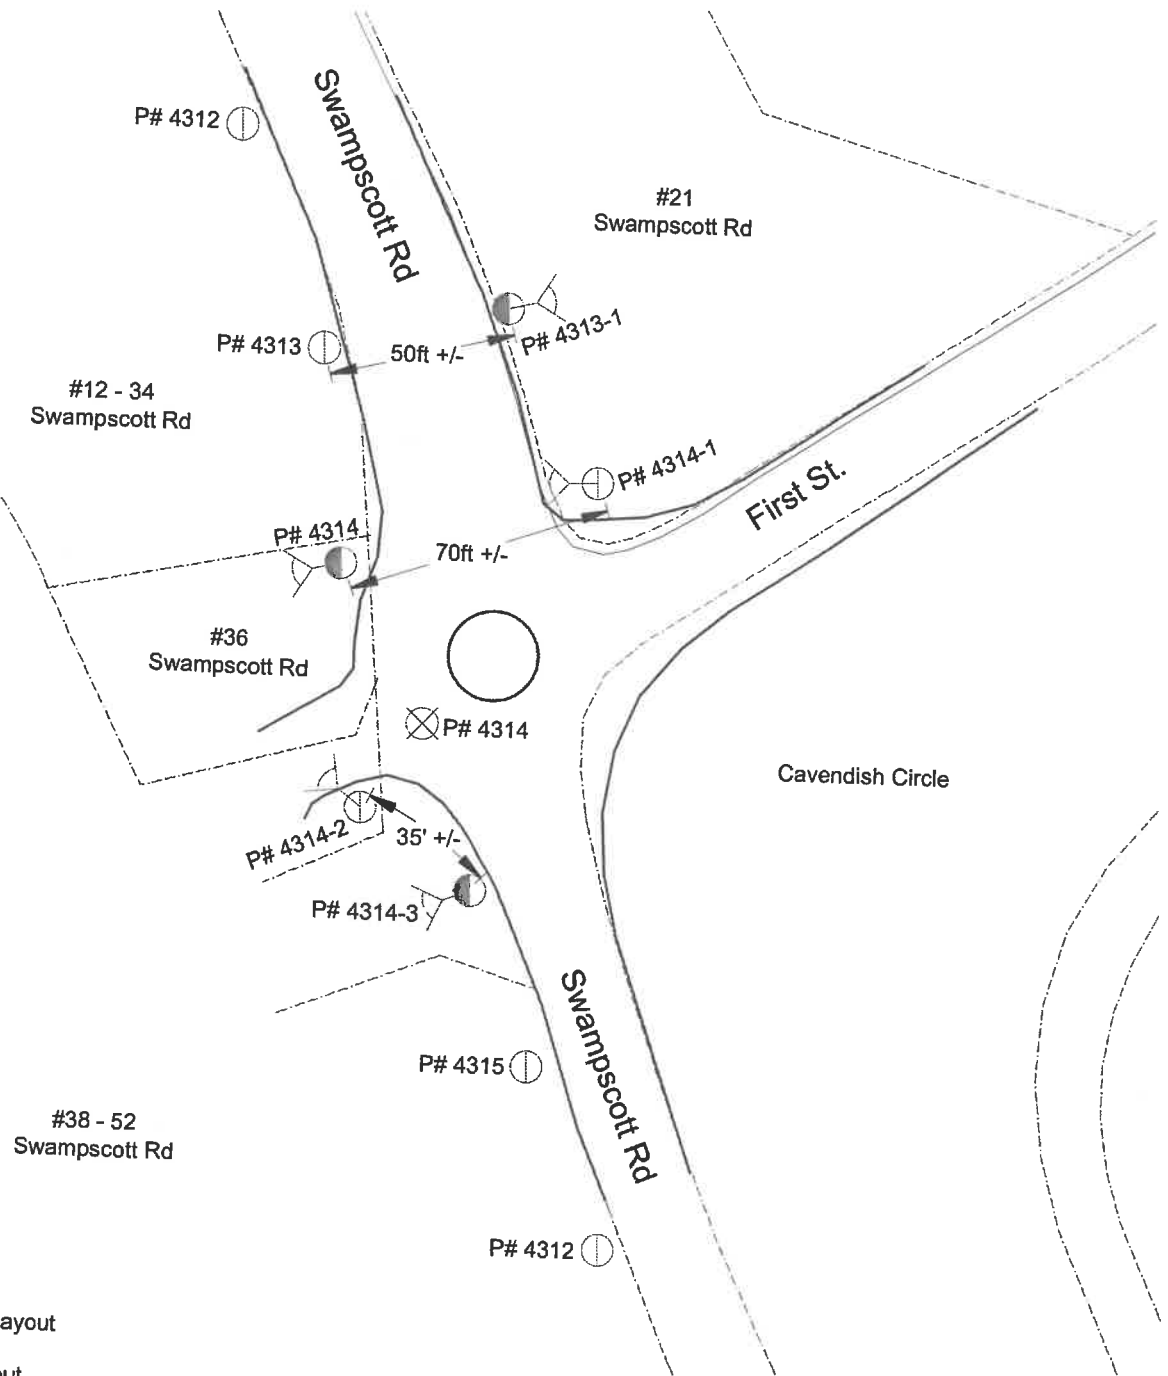 P# 4312
Swampscott Rd
#21
Swampscott Rd
P# 4313-1
P# 4313
50ft +/-
#12 - 34
Swampscott Rd
P# 4314-1
First St.
P# 4314
70ft +/-
#36
Swampscott Rd
P# 4314
Cavendish Circle
P# 4314-2
35' +/-
P# 4314-3
Swampscott Rd
P# 4315
#38 - 52
Swampscott Rd
P# 4312
ayout